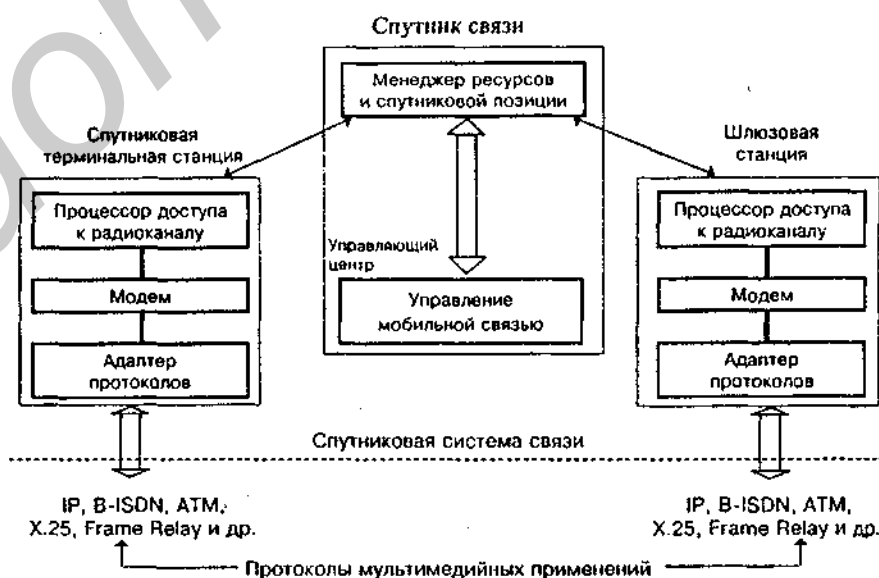 Спутник связи
Менеджер ресурсов
и спутниковой позиции
Спутниковая
терминальная станция
Шлюзовая
станция
Процессор доступа
к радиоканалу
Модем
Адаптер
протоколов
Управляющий
центр
Управление
мобильной связью
Процессор доступа
к радиоканалу
Модем
Адаптер
протоколов
Спутниковая система связи
IP, B-ISDN, ATM,
X.25, Frame Relay и др.
IP, B-ISDN, ATM,
X.25, Frame Relay и др.
Протоколы мультимедийных применений